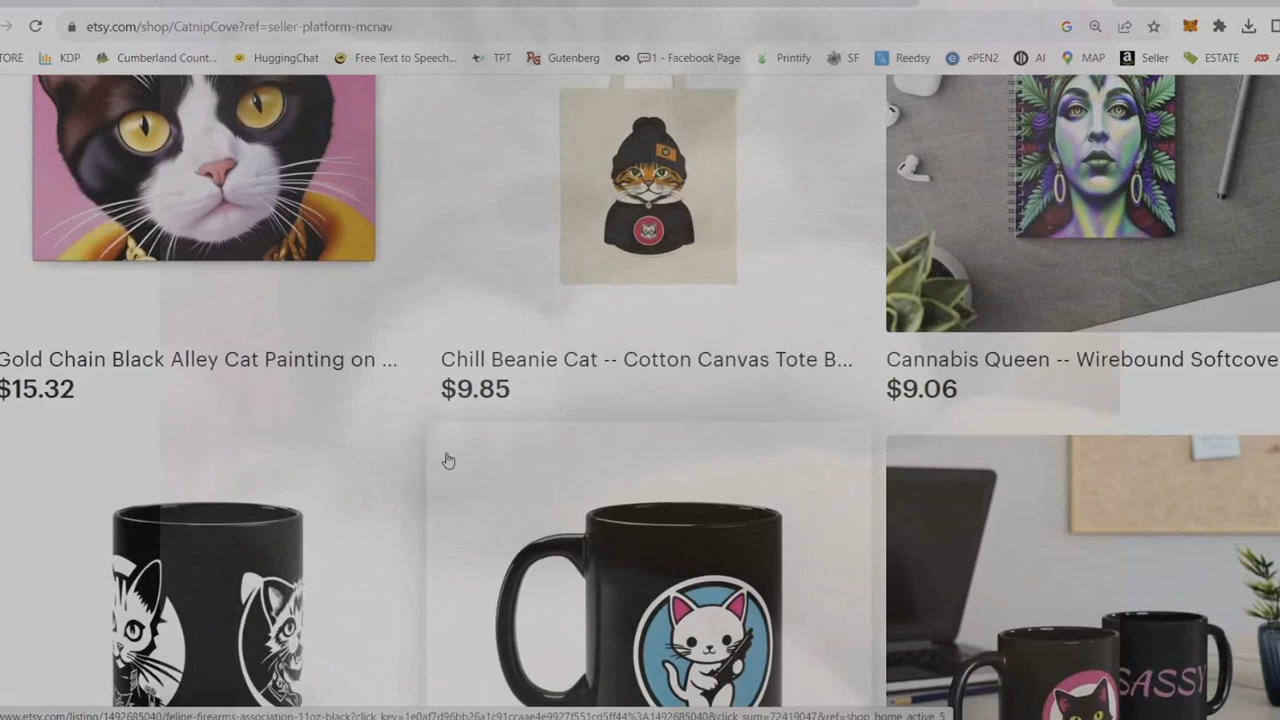 etsy.com/shop/CatnipCove?ref=seller-platform-mcnav
TORE KDP Cumberland Count... HuggingChat Free Text to Speech... TPT Gutenberg 1 - Facebook Page Printify SF Reedsy ePEN2 AI MAP Seller ESTATE
Gold Chain Black Alley Cat Painting on ...
$15.32
Chill Beanie Cat -- Cotton Canvas Tote B...
$9.85
Cannabis Queen -- Wirebound Softcove
$9.06
SASSY